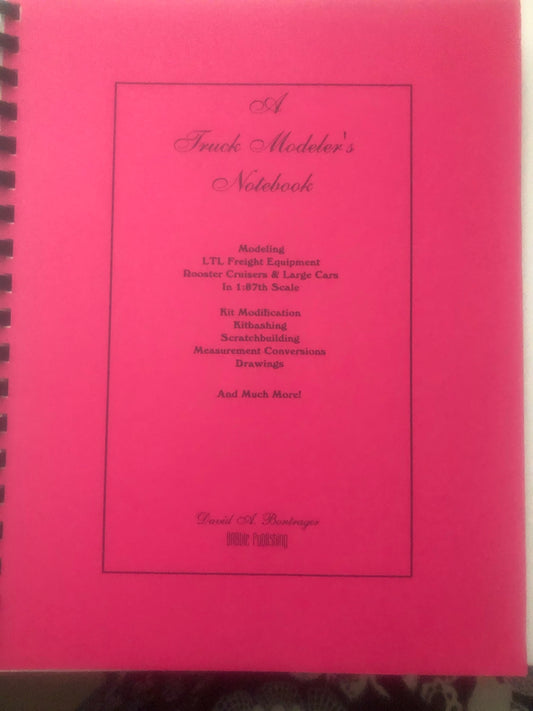 A
Truck Modeler's
Notebook
Modeling
LTL Freight Equipment
Rooster Cruisers & Large Cars
In 1:87th Scale
Kit Modification
Kitbashing
Scratchbuilding
Measurement Conversions
Drawings
And Much More!
David A. Bontrager
Publishing